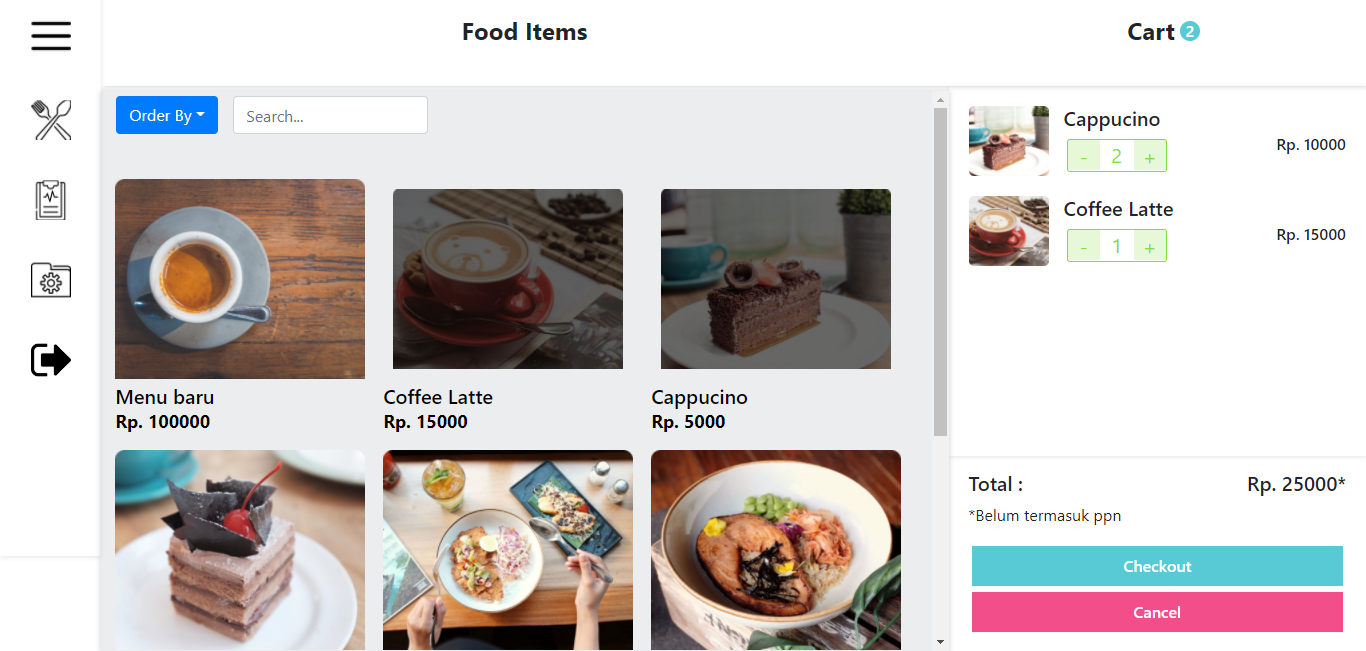 Food Items
Cart 2
Order By
Search...
Menu baru
Rp. 100000
Coffee Latte
Rp. 15000
Cappucino
Rp. 5000
Cappucino
- 2 +
Rp. 10000
Coffee Latte
- 1 +
Rp. 15000
Total :
Rp. 25000*
*Belum termasuk ppn
Checkout
Cancel